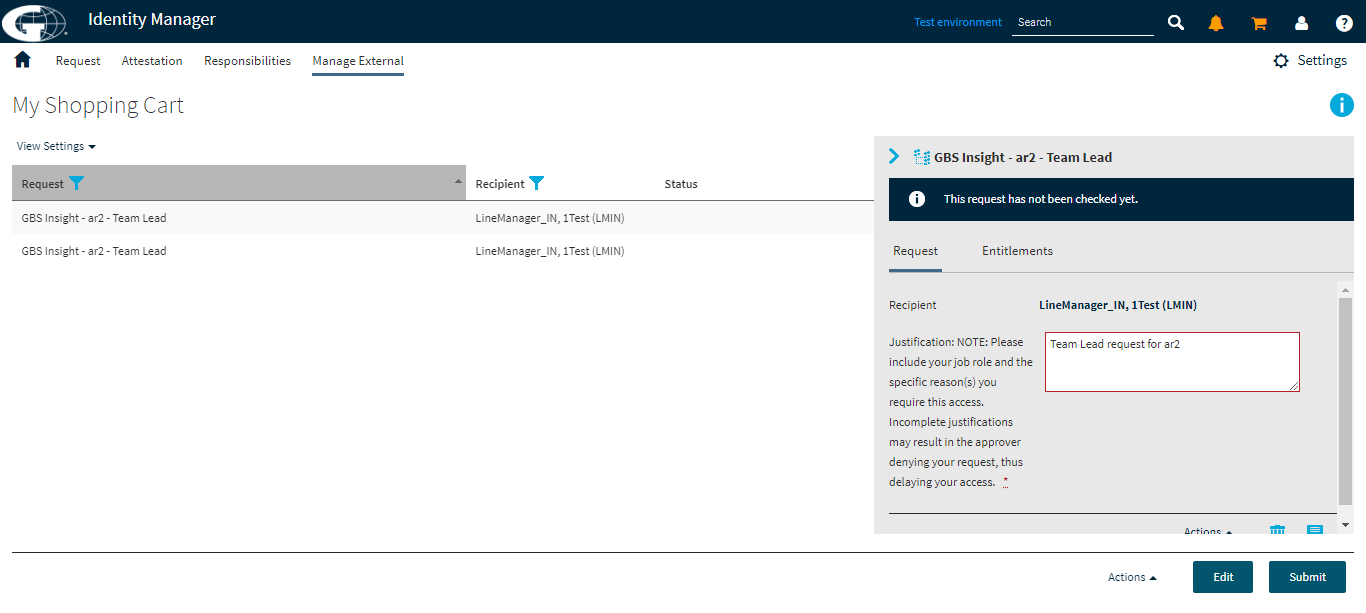 Identity Manager
Test environment
Search
Request
Attestation
Responsibilities
Manage External
Settings
My Shopping Cart
View Settings
Request
Recipient
Status
GBS Insight - ar2 - Team Lead
LineManager_IN, 1Test (LMIN)
GBS Insight - ar2 - Team Lead
LineManager_IN, 1Test (LMIN)
GBS Insight - ar2 - Team Lead
This request has not been checked yet.
Request
Entitlements
Recipient
LineManager_IN, 1Test (LMIN)
Justification: NOTE: Please
include your job role and the
specific reason(s) you
require this access.
Incomplete justifications
may result in the approver
denying your request, thus
delaying your access. *
Team Lead request for ar2
Actions
Actions
Edit
Submit